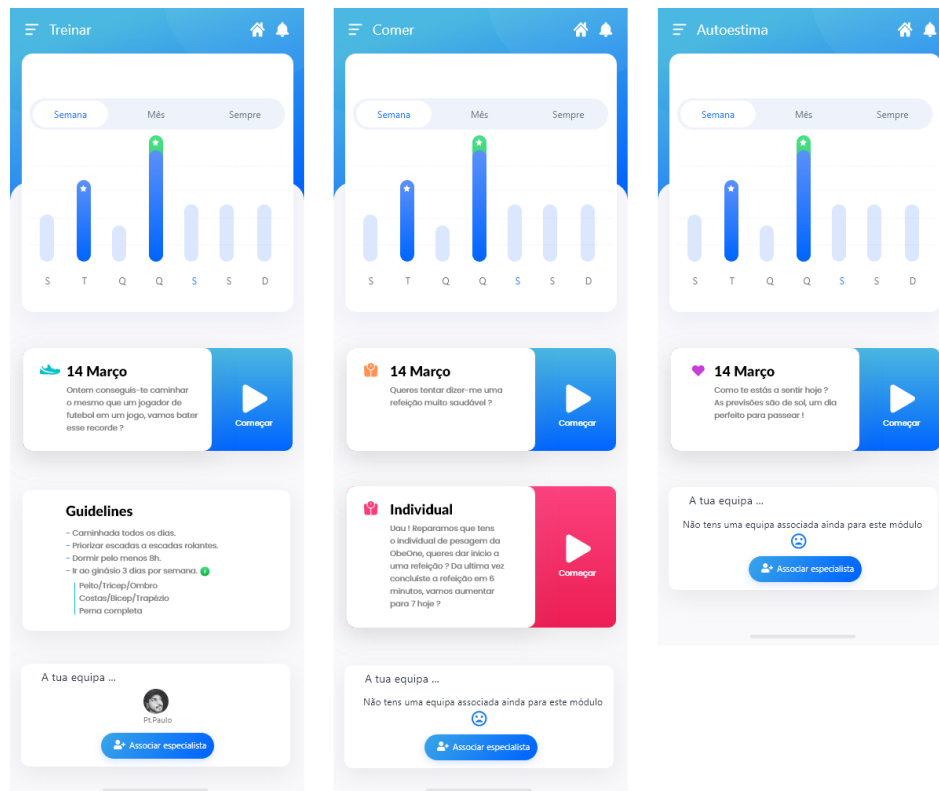 Treinar
Semana Mês Sempre
S T Q Q S S D
14 Março
Ontem conseguis-te caminhar
o mesmo que um jogador de
futebol em um jogo, vamos bater
esse recorde ?
Começar
Guidelines
- Caminhada todos os dias.
- Priorizar escadas a escadas rolantes.
- Dormir pelo menos 8h.
- Ir ao ginásio 3 dias por semana. i
Peito/Tricep/Ombro
Costas/Bicep/Trapézio
Perna completa
A tua equipa ...
Pt.Paulo
Associar especialista
Comer
Semana Mês Sempre
S T Q Q S S D
14 Março
Queres tentar dizer-me uma
refeição muito saudável ?
Começar
Individual
Uau ! Reparamos que tens
o individual de pesagem da
ObeOne, queres dar inicio a
uma refeição ? Da ultima vez
concluíste a refeição em 6
minutos, vamos aumentar
para 7 hoje ?
Começar
A tua equipa ...
Não tens uma equipa associada ainda para este módulo
Associar especialista
Autoestima
Semana Mês Sempre
S T Q Q S S D
14 Março
Como te estás a sentir hoje ?
As previsões são de sol, um dia
perfeito para passear !
Começar
A tua equipa ...
Não tens uma equipa associada ainda para este módulo
Associar especialista